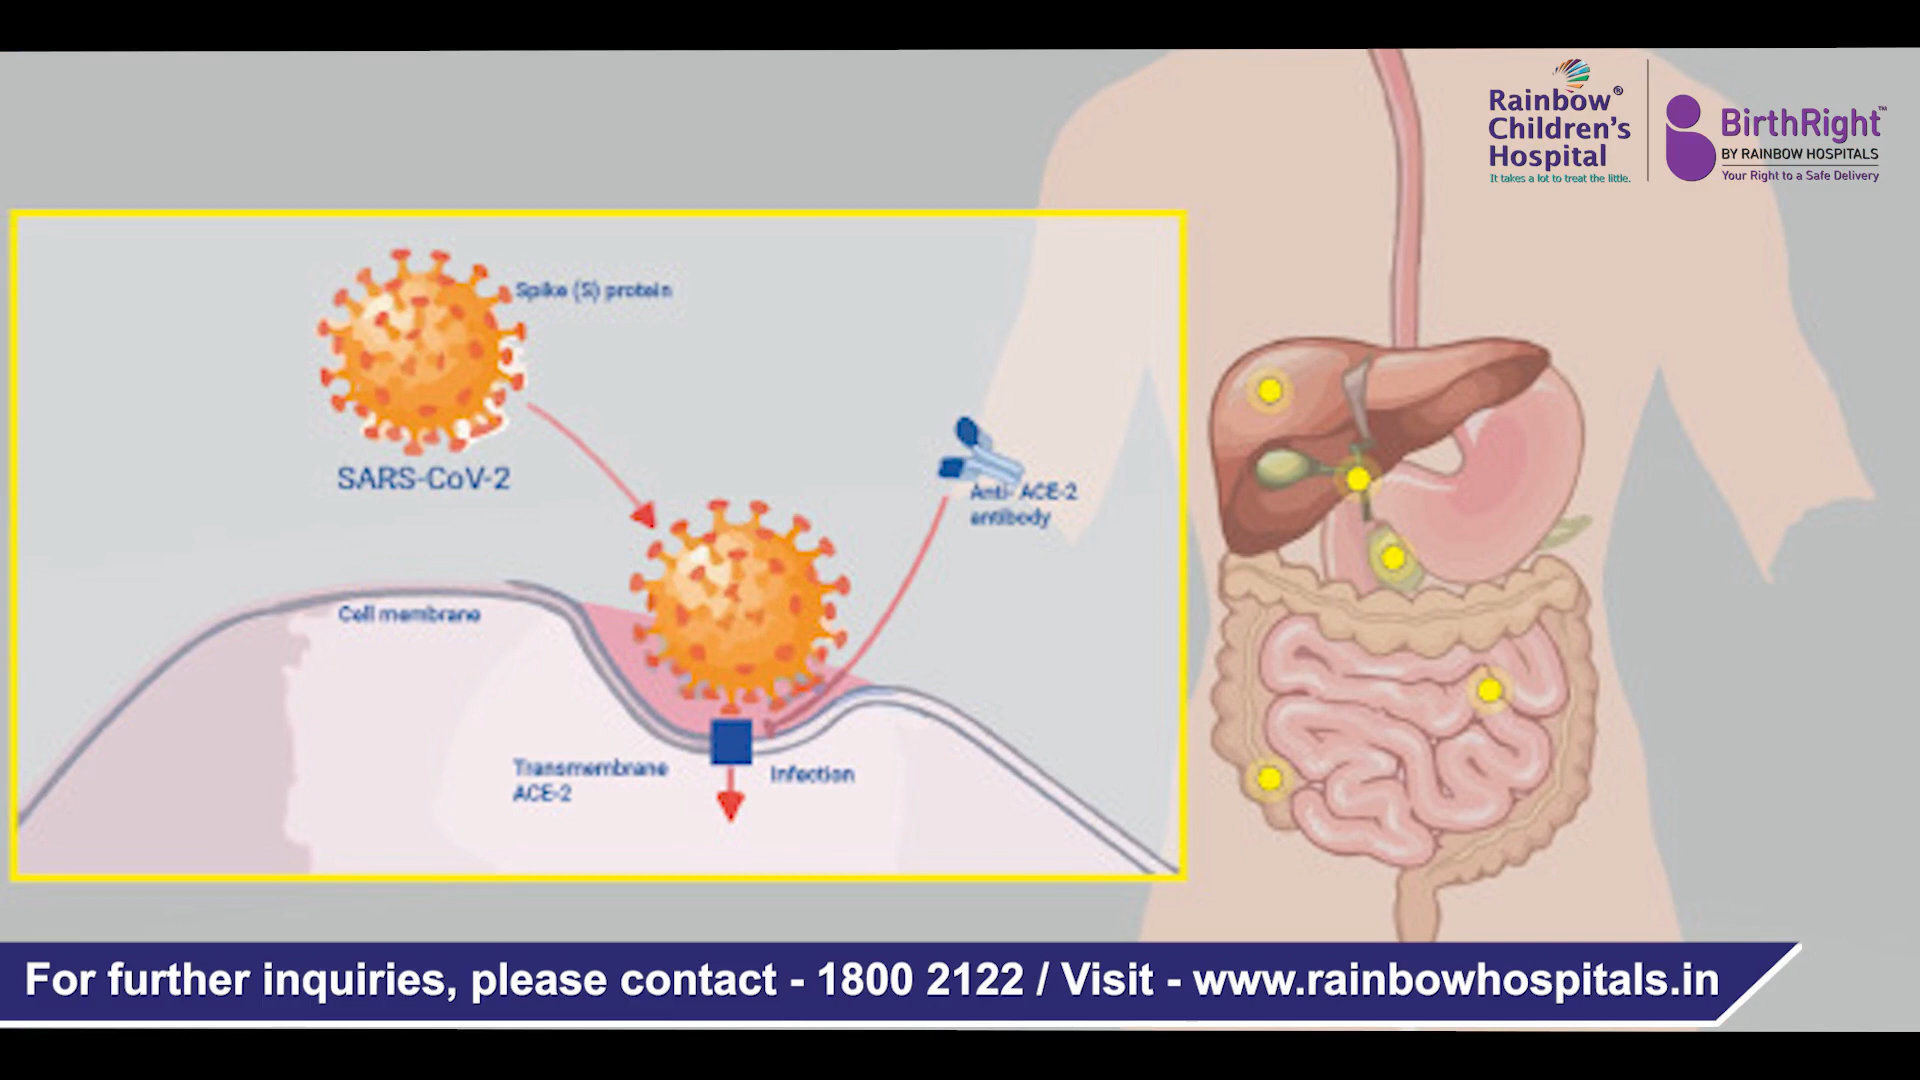 Rainbow®
Children's
Hospital
It takes a lot to treat the little.
BirthRight™
BY RAINBOW HOSPITALS
Your Right to a Safe Delivery
Spike (S) protein
SARS-CoV-2
Anti- ACE-2
antibody
Cell membrane
Transmembrane
ACE-2
Infection
For further inquiries, please contact - 1800 2122 / Visit - www.rainbowhospitals.in